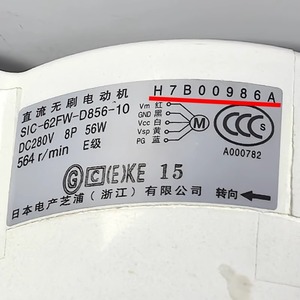 直流无刷电动机 H7B00986A
SIC-62FW-D856-10
DC280V 8P 56W
564 r/min E级
Vm 红
GND 黑
Vcc 白
Vsp 黄
PG 蓝
M
CCC
A000782
G C E KE 15
日本电产芝浦（浙江）有限公司 转向→